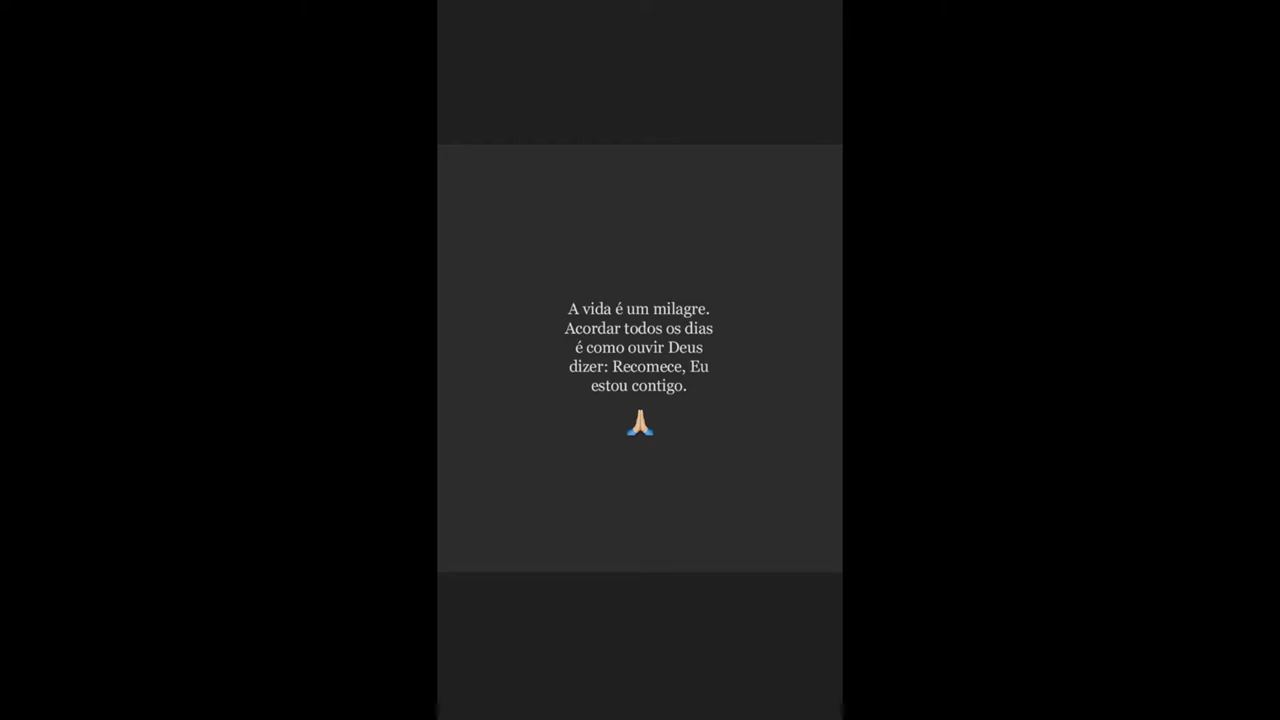 A vida é um milagre.
Acordar todos os dias
é como ouvir Deus
dizer: Recomece, Eu
estou contigo.
🙏🏼